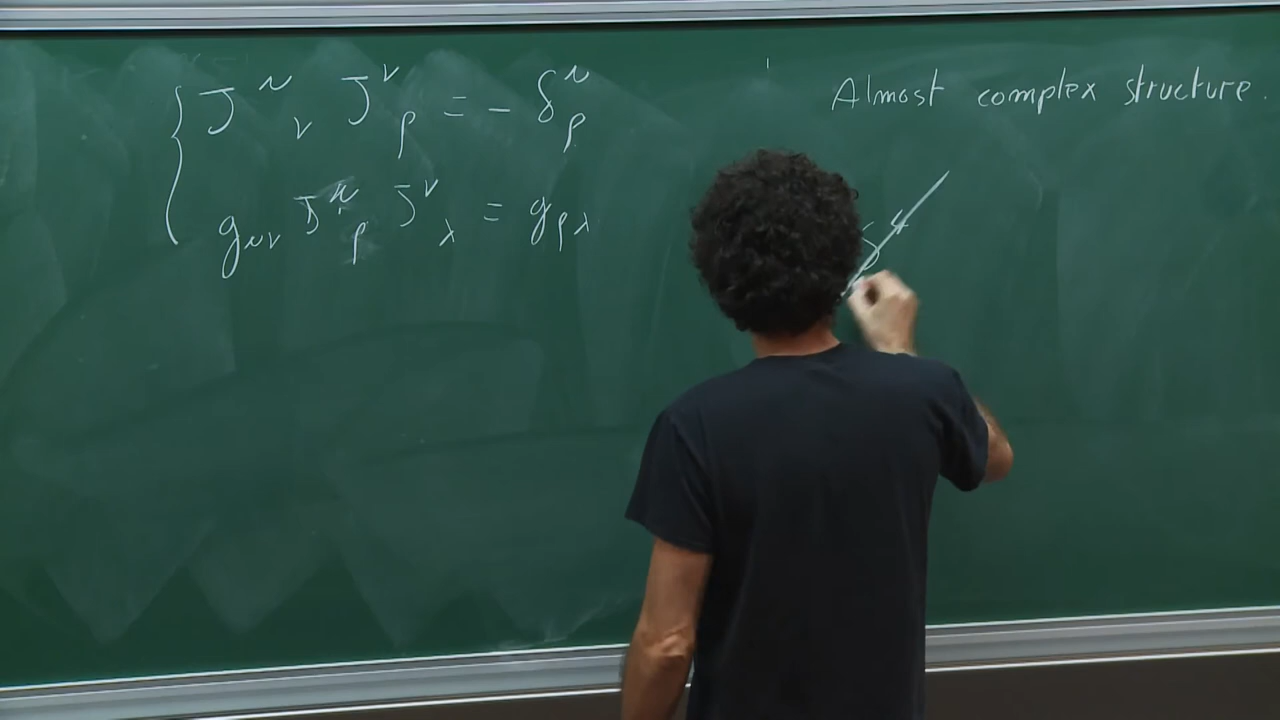 J^μ_ν J^ν_ρ = - δ^μ_ρ
g_μν J^μ_ρ J^ν_λ = g_ρλ
Almost complex structure.